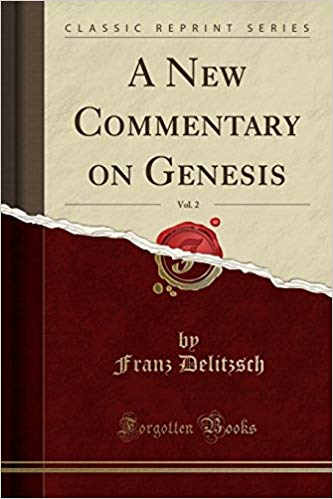 CLASSIC REPRINT SERIES
A New
Commentary
on Genesis
Vol. 2
F
by
Franz Delitzsch
Forgotten Books